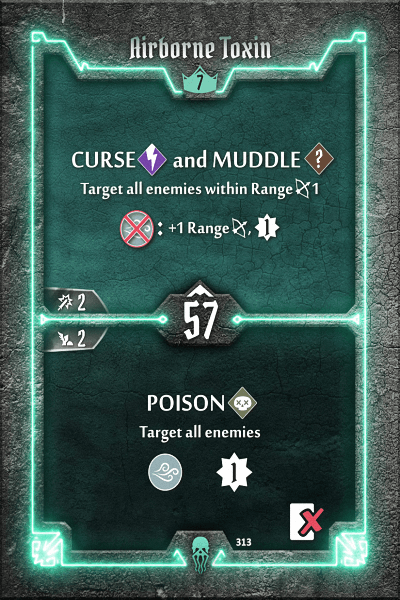 Airborne Toxin
7
CURSE and MUDDLE ?
Target all enemies within Range 1
: +1 Range , 1
2
57
2
POISON
Target all enemies
1
313